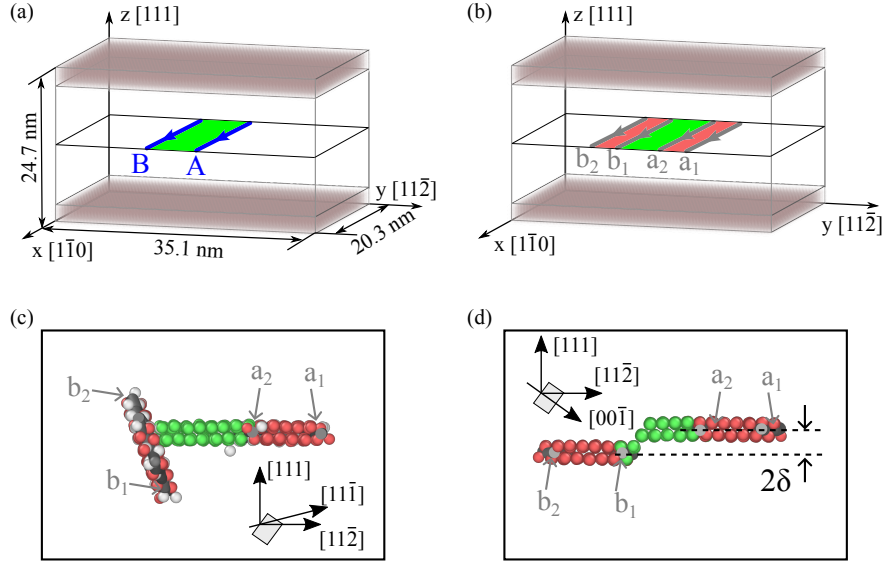 (a)
z [111]
24.7 nm
B
A
y [112̄]
x [11̄0]
35.1 nm
20.3 nm
(b)
z [111]
b₂
b₁
a₂
a₁
x [11̄0]
y [112̄]
(c)
b₂
a₂
a₁
b₁
[111]
[111̄]
[112̄]
(d)
[111]
[112̄]
[001̄]
a₂
a₁
b₂
b₁
2δ